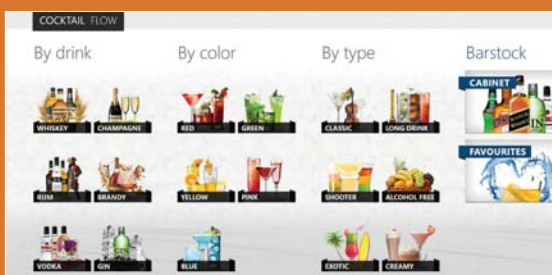 COCKTAIL FLOW
By drink
By color
By type
Barstock
WHISKEY
CHAMPAGNE
RED
GREEN
CLASSIC
LONG DRINK
CABINET
RUM
BRANDY
YELLOW
PINK
SHOOTER
ALCOHOL FREE
FAVOURITES
VODKA
GIN
BLUE
EXOTIC
CREAMY